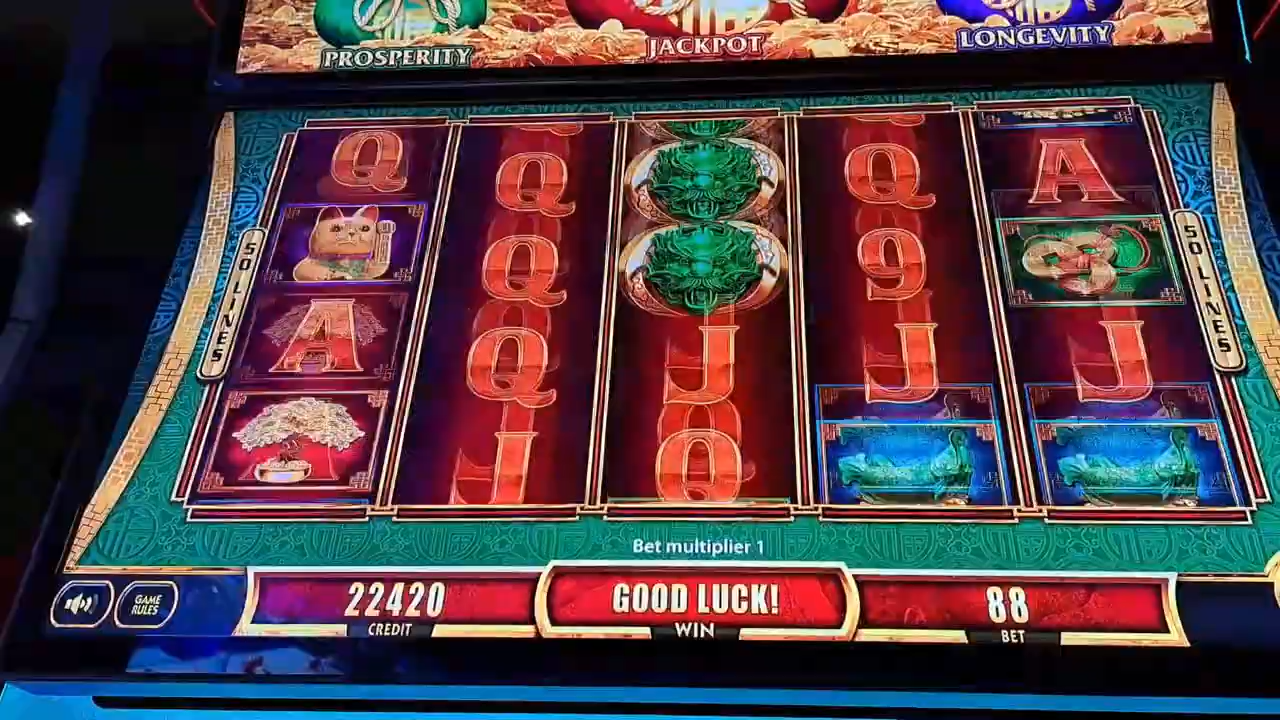 PROSPERITY
JACKPOT
LONGEVITY
Q
Q
Q
A
50 LINES
Q
9
50 LINES
A
Q
J
J
J
J
Q
Bet multiplier 1
GAME
RULES
22420
CREDIT
GOOD LUCK!
WIN
88
BET